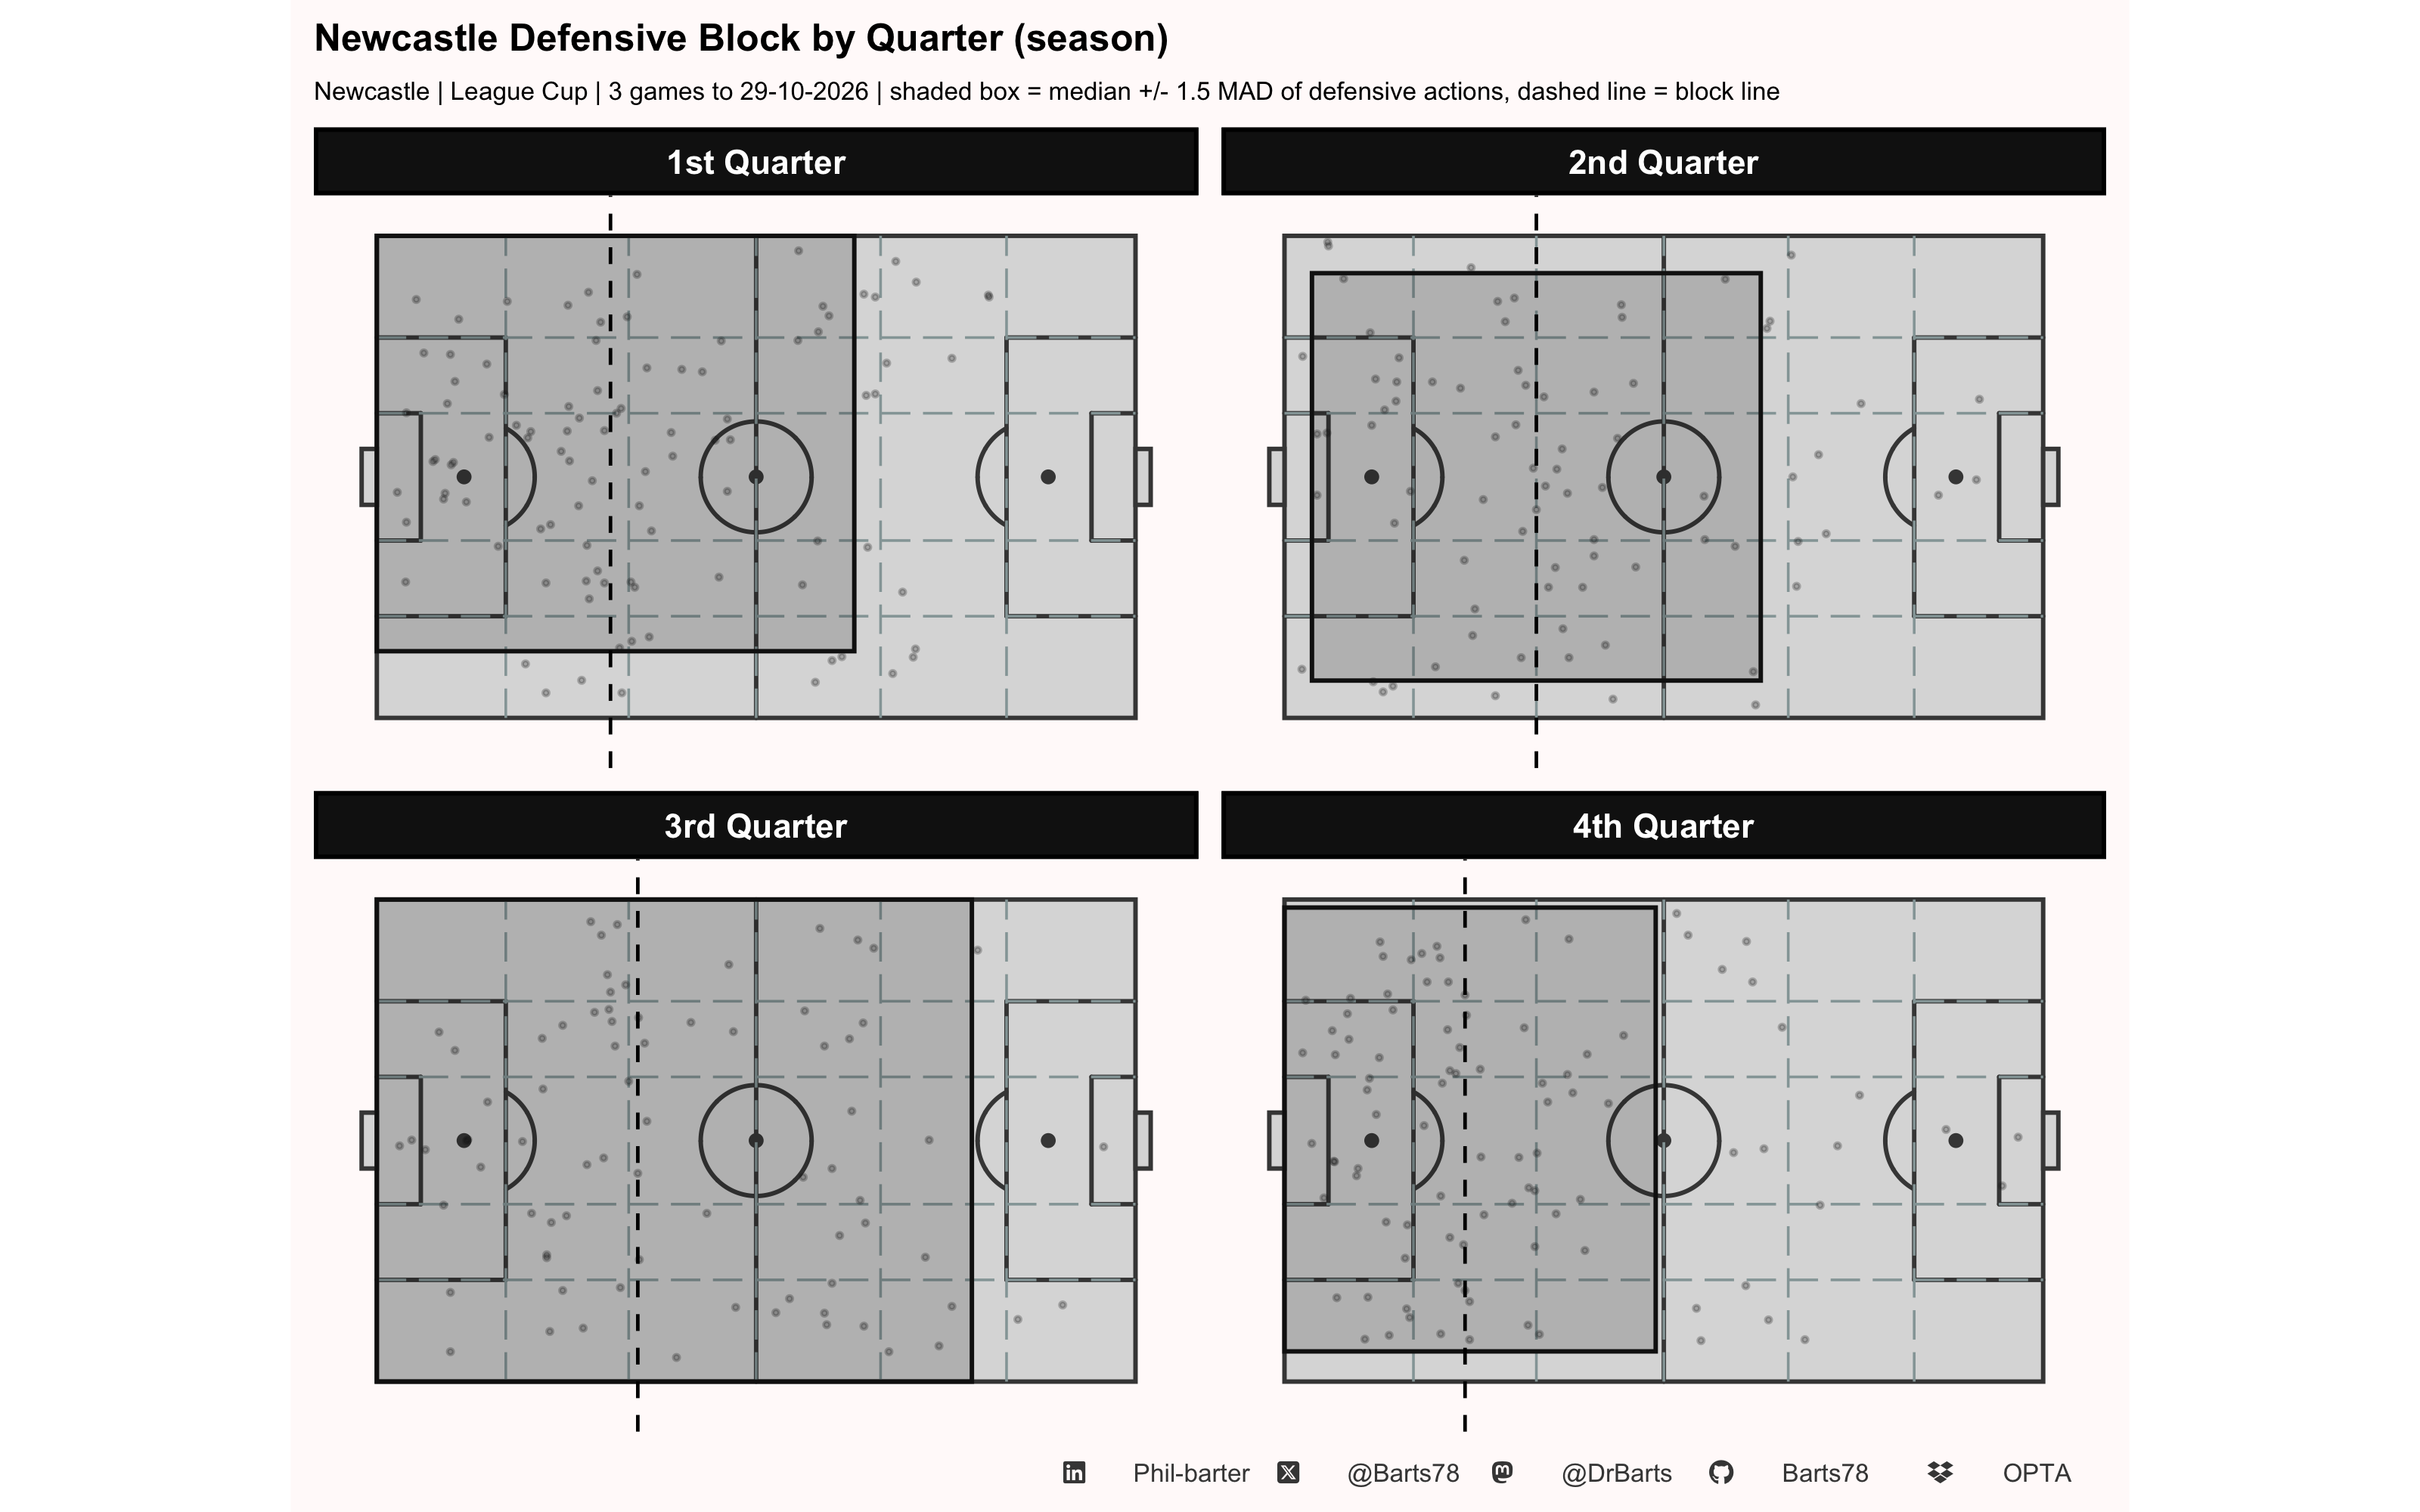 Newcastle Defensive Block by Quarter (season)
Newcastle | League Cup | 3 games to 29-10-2026 | shaded box = median +/- 1.5 MAD of defensive actions, dashed line = block line
1st Quarter
2nd Quarter
3rd Quarter
4th Quarter
Phil-barter @Barts78 @DrBarts Barts78 OPTA